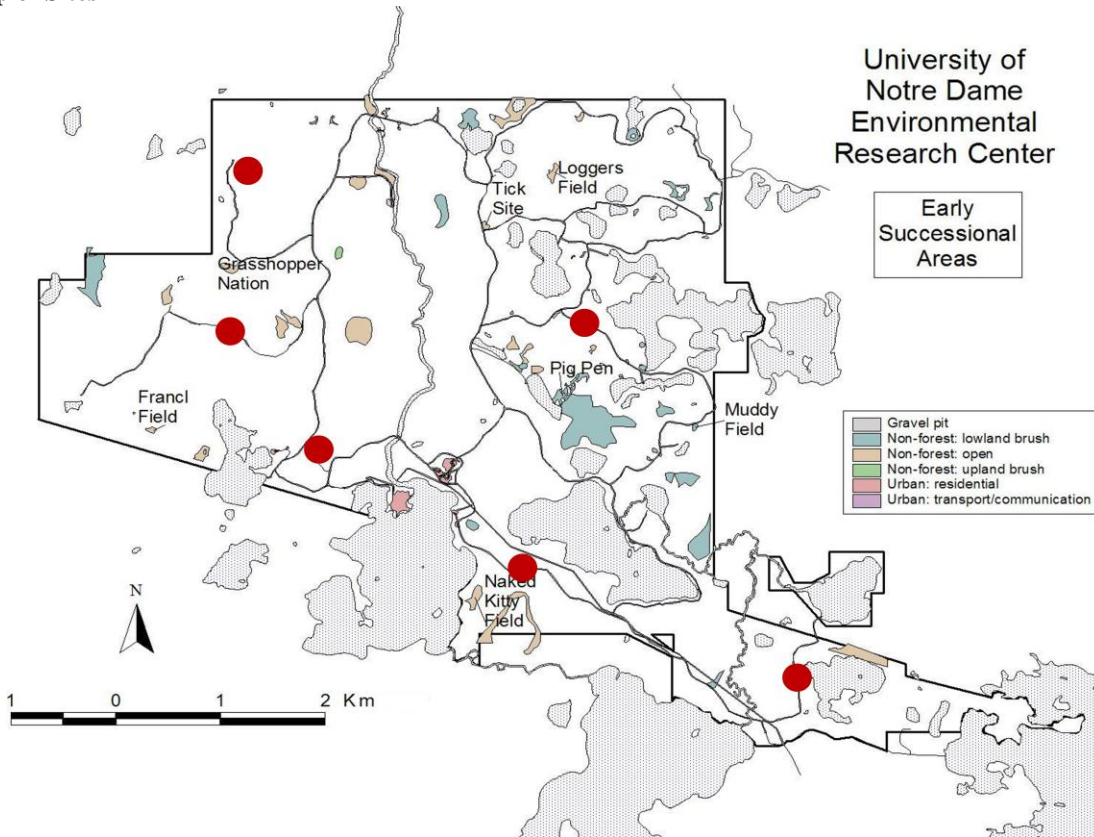 University of
Notre Dame
Environmental
Research Center
Early
Successional
Areas
Loggers
Field
Tick
Site
Grasshopper
Nation
Pig Pen
Francl
Field
Muddy
Field
Gravel pit
Non-forest: lowland brush
Non-forest: open
Non-forest: upland brush
Urban: residential
Urban: transport/communication
Naked
Kitty
Field
N
1 0 1 2 Km